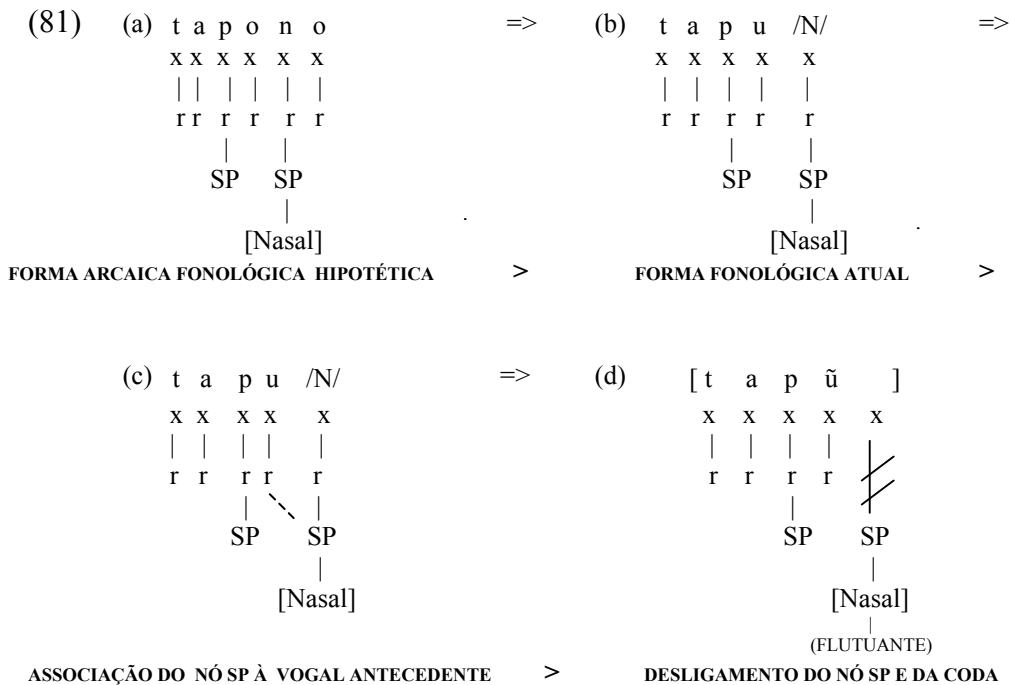 (81) (a) t a p o n o => (b) t a p u /N/ =>
x x x x x x x x x x x
| | | | | | | | | | |
r r r r r r r r r r r
| | | |
SP SP SP SP
| |
[Nasal] . [Nasal] .
FORMA ARCAICA FONOLÓGICA HIPOTÉTICA > FORMA FONOLÓGICA ATUAL >
(c) t a p u /N/ => (d) [ t a p ũ ]
x x x x x x x x x x
| | | | | | | | |
r r r r r r r r r
| | |
SP SP SP SP
| |
[Nasal] [Nasal]
|
(FLUTUANTE)
ASSOCIAÇÃO DO NÓ SP À VOGAL ANTECEDENTE > DESLIGAMENTO DO NÓ SP E DA CODA